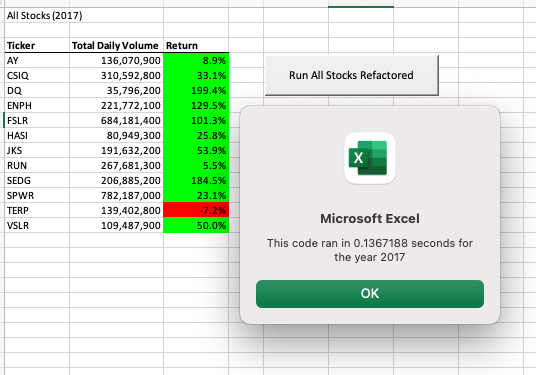 All Stocks (2017)
Ticker Total Daily Volume Return
AY 136,070,900 8.9%
CSIQ 310,592,800 33.1%
DQ 35,796,200 199.4%
ENPH 221,772,100 129.5%
FSLR 684,181,400 101.3%
HASI 80,949,300 25.8%
JKS 191,632,200 53.9%
RUN 267,681,300 5.5%
SEDG 206,885,200 184.5%
SPWR 782,187,000 23.1%
TERP 139,402,800 -7.2%
VSLR 109,487,900 50.0%
Run All Stocks Refactored
X
Microsoft Excel
This code ran in 0.1367188 seconds for
the year 2017
OK